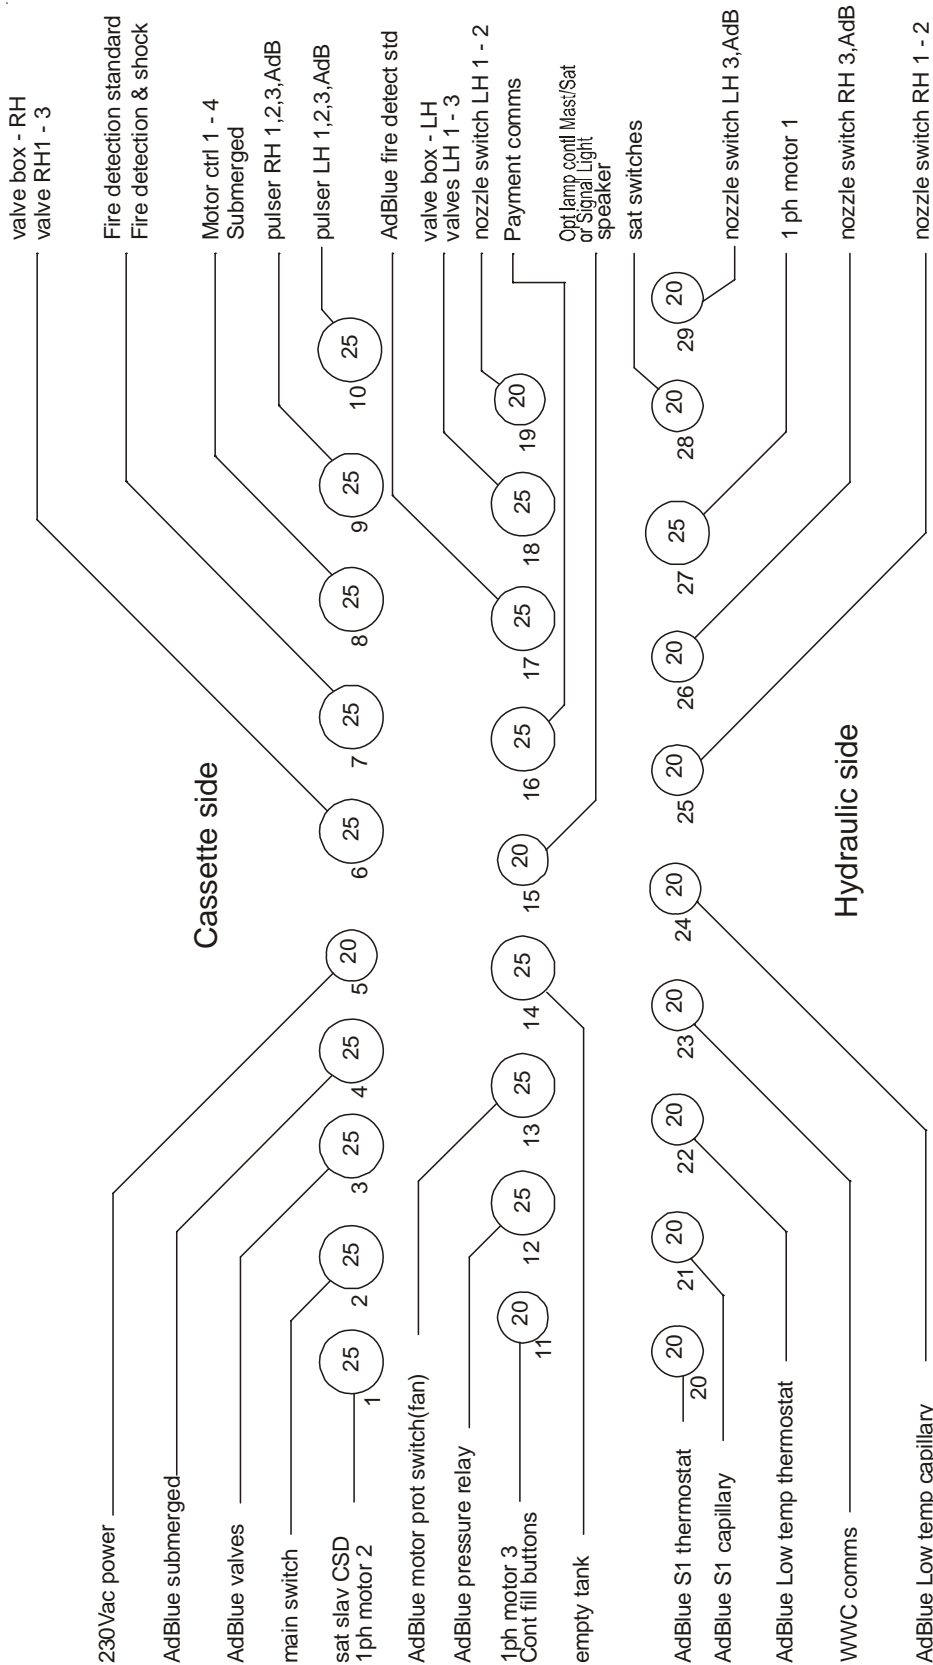 valve box - RH
valve RH1 - 3
Fire detection standard
Fire detection & shock
Motor ctrl 1 - 4
Submerged
pulser RH 1,2,3,AdB
pulser LH 1,2,3,AdB
AdBlue fire detect std
valve box - LH
valves LH 1 - 3
nozzle switch LH 1 - 2
Payment comms
Opt lamp contl Mast/Sat
or Signal Light
speaker
sat switches
nozzle switch LH 3,AdB
1 ph motor 1
nozzle switch RH 3,AdB
nozzle switch RH 1 - 2
Cassette side
25
1
25
2
25
3
25
4
20
5
25
6
25
7
25
8
25
9
25
10
20
11
25
12
25
13
25
14
20
15
25
16
25
17
25
18
20
19
20
20
20
21
20
22
20
23
20
24
20
25
20
26
25
27
20
28
20
29
Hydraulic side
230Vac power
AdBlue submerged
AdBlue valves
main switch
sat slav CSD
1ph motor 2
AdBlue motor prot switch(fan)
AdBlue pressure relay
1ph motor 3
Cont fill buttons
empty tank
AdBlue S1 thermostat
AdBlue S1 capillary
AdBlue Low temp thermostat
WWC comms
AdBlue Low temp capillary